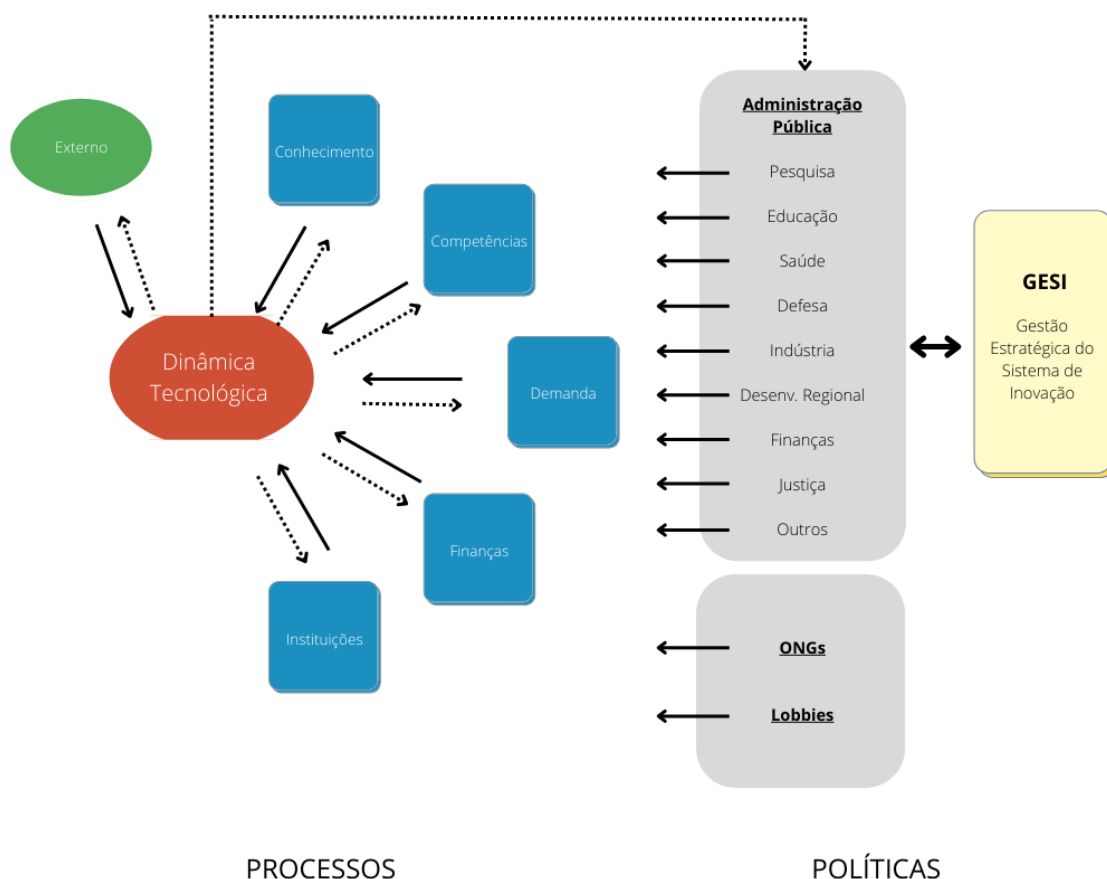 Externo
Conhecimento
Competências
Dinâmica
Tecnológica
Demanda
Finanças
Instituições
Administração
Pública
Pesquisa
Educação
Saúde
Defesa
Indústria
Desenv. Regional
Finanças
Justiça
Outros
ONGs
Lobbies
GESI
Gestão
Estratégica do
Sistema de
Inovação
PROCESSOS
POLÍTICAS